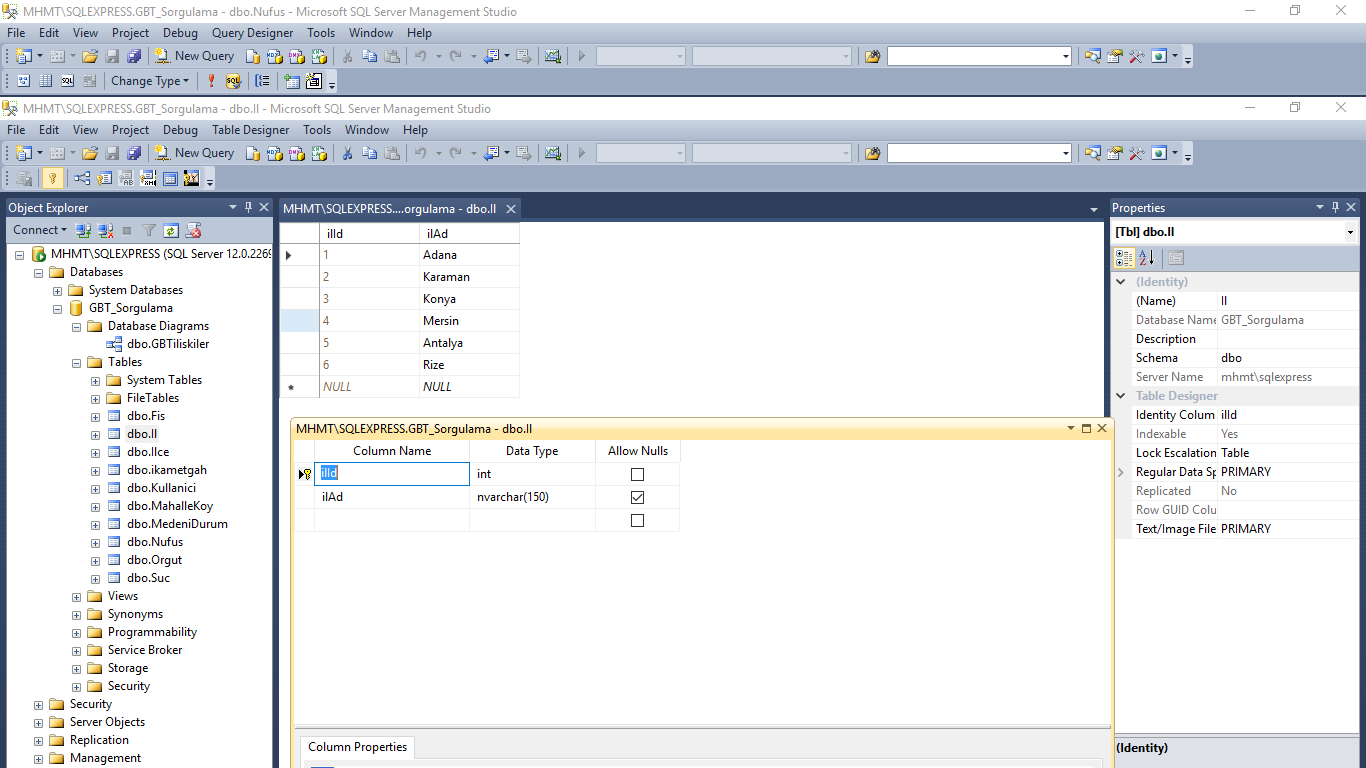 MHMT\SQLEXPRESS.GBT_Sorgulama - dbo.Nufus - Microsoft SQL Server Management Studio
File Edit View Project Debug Query Designer Tools Window Help
New Query
Change Type
MHMT\SQLEXPRESS.GBT_Sorgulama - dbo.Il - Microsoft SQL Server Management Studio
File Edit View Project Debug Table Designer Tools Window Help
New Query
Object Explorer
Connect
MHMT\SQLEXPRESS (SQL Server 12.0.2269
Databases
System Databases
GBT_Sorgulama
Database Diagrams
dbo.GBTiliskiler
Tables
System Tables
FileTables
dbo.Fis
dbo.Il
dbo.Ilce
dbo.ikametgah
dbo.Kullanici
dbo.MahalleKoy
dbo.MedeniDurum
dbo.Nufus
dbo.Orgut
dbo.Suc
Views
Synonyms
Programmability
Service Broker
Storage
Security
Security
Server Objects
Replication
Management
MHMT\SQLEXPRESS....orgulama - dbo.Il
ilId ilAd
1 Adana
2 Karaman
3 Konya
4 Mersin
5 Antalya
6 Rize
NULL NULL
MHMT\SQLEXPRESS.GBT_Sorgulama - dbo.Il
Column Name Data Type Allow Nulls
ilId int
ilAd nvarchar(150)
Column Properties
Properties
[Tbl] dbo.Il
(Identity)
(Name) Il
Database Name GBT_Sorgulama
Description
Schema dbo
Server Name mhmt\sqlexpress
Table Designer
Identity Colum ilId
Indexable Yes
Lock Escalation Table
Regular Data Sp PRIMARY
Replicated No
Row GUID Colu
Text/Image File PRIMARY
(Identity)